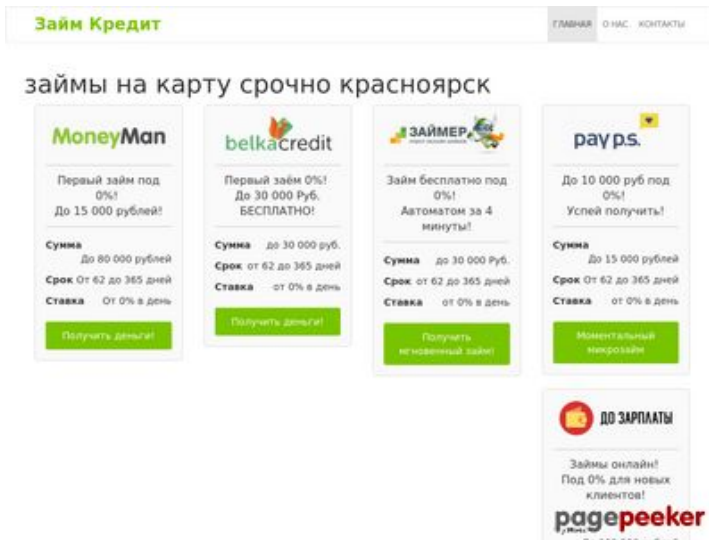 Займ Кредит
ГЛАВНАЯ О НАС КОНТАКТЫ
займы на карту срочно красноярск
MoneyMan
Первый займ под
0%!
До 15 000 рублей!
Сумма
До 80 000 рублей
Срок От 62 до 365 дней
Ставка От 0% в день
Получить деньги!
belkacredit
Первый заём 0%!
До 30 000 Руб.
БЕСПЛАТНО!
Сумма до 30 000 руб.
Срок от 62 до 365 дней
Ставка от 0% в день
Получить деньги!
ЗАЙМЕР
Займ бесплатно под
0%!
Автоматом за 4
минуты!
Сумма до 30 000 Руб.
Срок от 62 до 365 дней
Ставка от 0% в день
Получить
мгновенный займ!
pay p.s.
До 10 000 руб под
0%!
Успей получить!
Сумма
До 15 000 рублей
Срок От 62 до 365 дней
Ставка От 0% в день
Моментальный
микрозайм
ДО ЗАРПЛАТЫ
Займы онлайн!
Под 0% для новых
клиентов!
pagepeeker